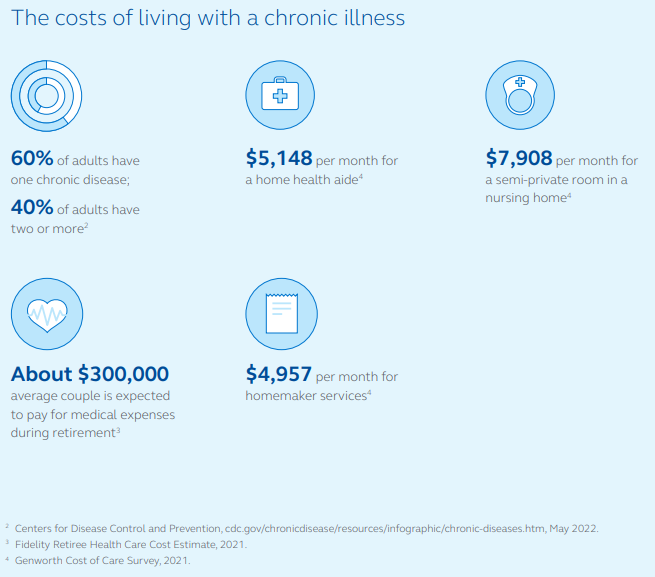 The costs of living with a chronic illness
60% of adults have
one chronic disease;
40% of adults have
two or more²
$5,148 per month for
a home health aide⁴
$7,908 per month for
a semi-private room in a
nursing home⁴
About $300,000
average couple is expected
to pay for medical expenses
during retirement³
$4,957 per month for
homemaker services⁴
² Centers for Disease Control and Prevention, cdc.gov/chronicdisease/resources/infographic/chronic-diseases.htm, May 2022.
³ Fidelity Retiree Health Care Cost Estimate, 2021.
⁴ Genworth Cost of Care Survey, 2021.